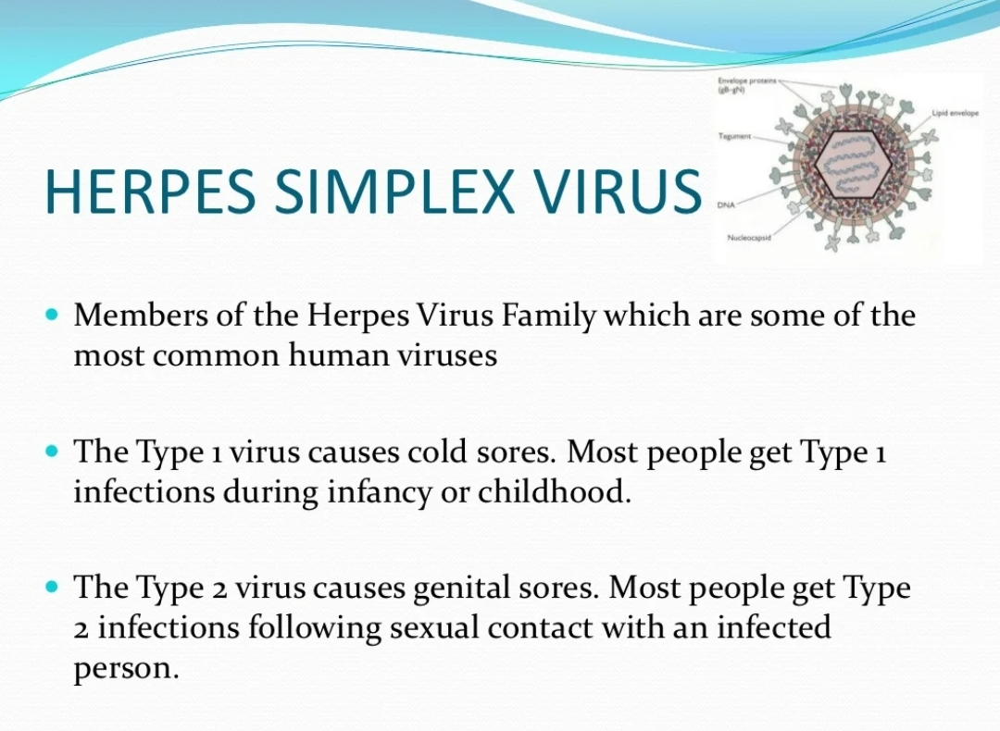 Envelope proteins
(gB-gN)
Lipid envelope
Tegument
HERPES SIMPLEX VIRUS
DNA
Nucleocapsid
Members of the Herpes Virus Family which are some of the
most common human viruses
The Type 1 virus causes cold sores. Most people get Type 1
infections during infancy or childhood.
The Type 2 virus causes genital sores. Most people get Type
2 infections following sexual contact with an infected
person.